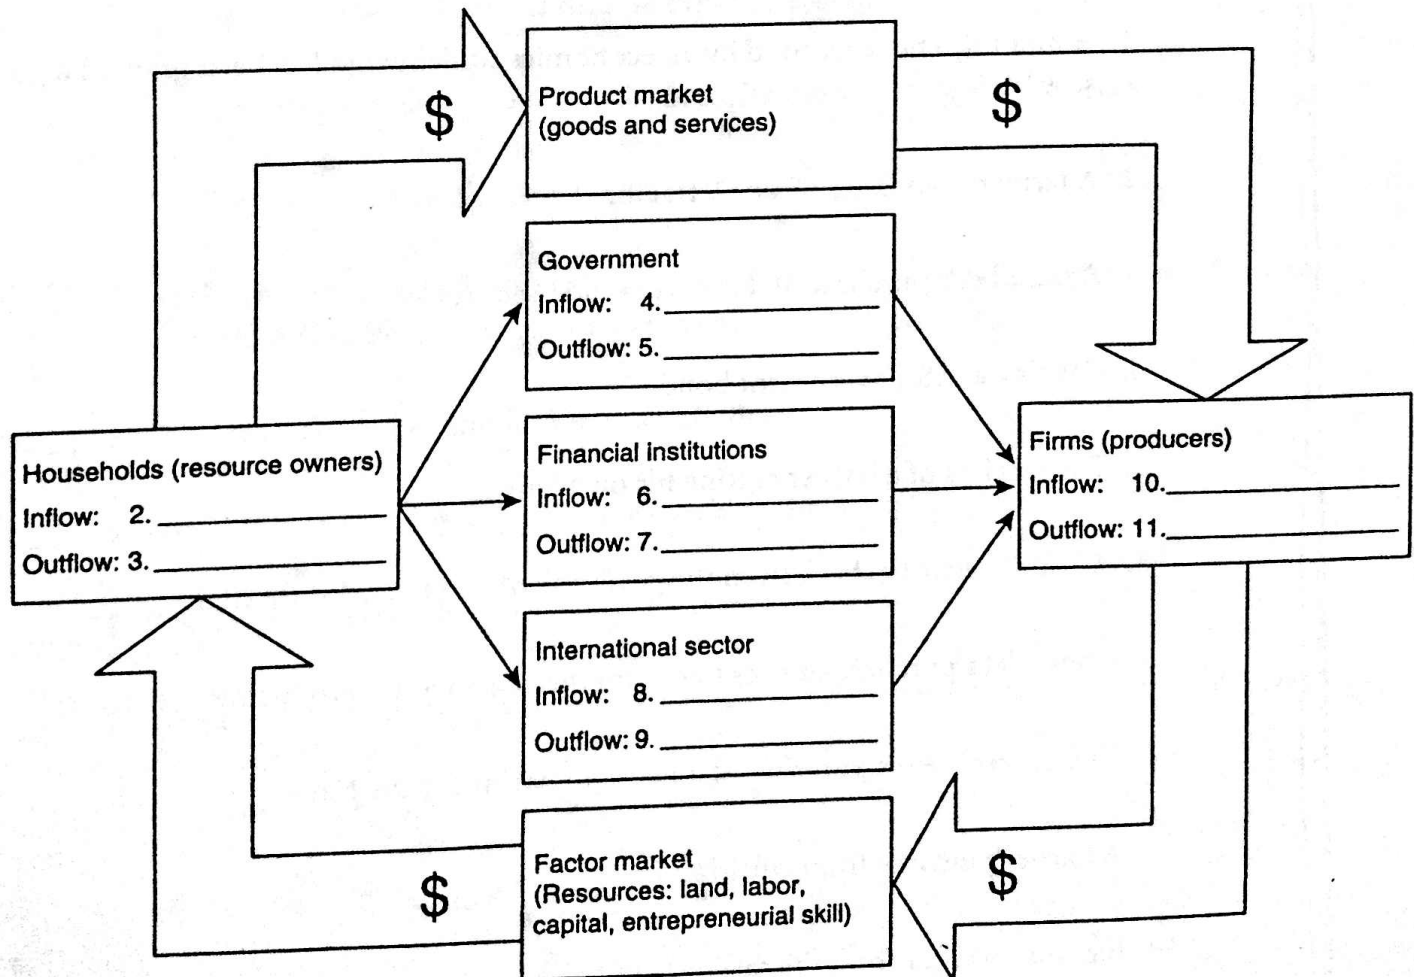 $
Product market
(goods and services)
$
Government
Inflow: 4.
Outflow: 5.
Households (resource owners)
Inflow: 2.
Outflow: 3.
Financial institutions
Inflow: 6.
Outflow: 7.
Firms (producers)
Inflow: 10.
Outflow: 11.
International sector
Inflow: 8.
Outflow: 9.
$
Factor market
(Resources: land, labor,
capital, entrepreneurial skill)
$